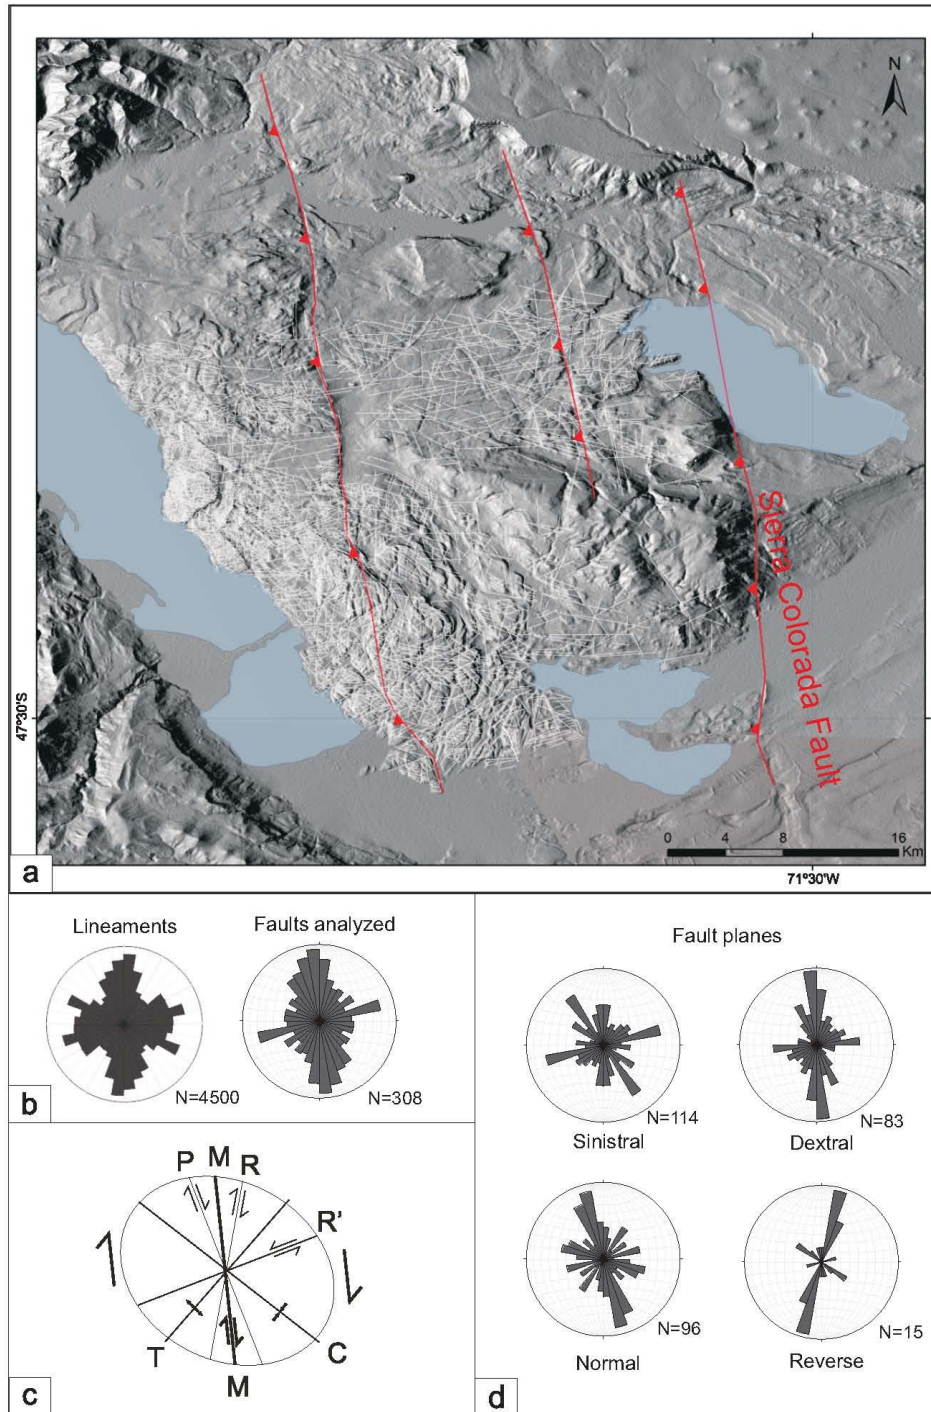 N
Sierra Colorada Fault
47°30'S
0 4 8 16
Km
71°30'W
a
Lineaments
Faults analyzed
N=4500
N=308
b
P M R
R'
T
C
M
c
Fault planes
N=114
N=83
Sinistral
Dextral
N=96
N=15
Normal
Reverse
d